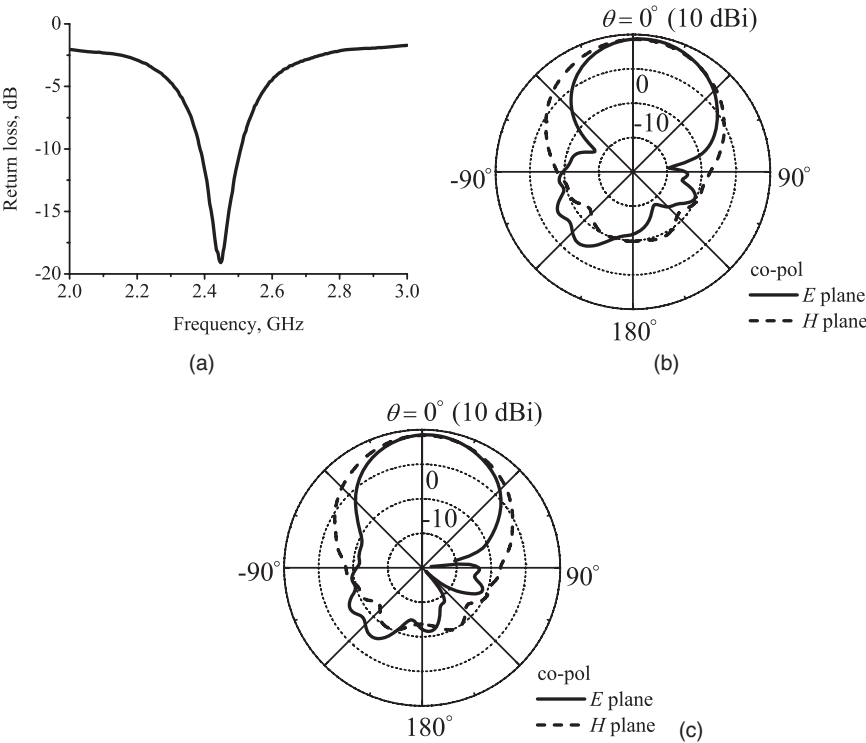 0
-5
-10
-15
-20
Return loss, dB
2.0 2.2 2.4 2.6 2.8 3.0
Frequency, GHz
(a)
θ = 0° (10 dBi)
0
-10
-90° 90°
180°
co-pol
E plane
H plane
(b)
θ = 0° (10 dBi)
0
-10
-90° 90°
180°
co-pol
E plane
H plane
(c)